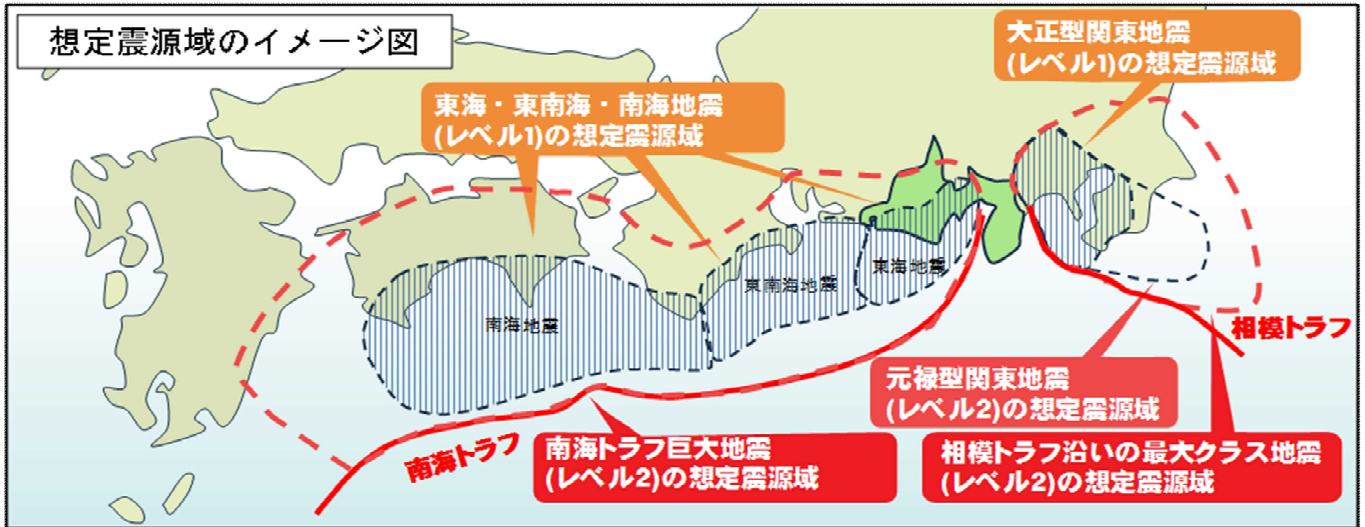 想定震源域のイメージ図
大正型関東地震
(レベル1)の想定震源域
東海・東南海・南海地震
(レベル1)の想定震源域
東海地震
東南海地震
南海地震
相模トラフ
元禄型関東地震
(レベル2)の想定震源域
南海トラフ
南海トラフ巨大地震
(レベル2)の想定震源域
相模トラフ沿いの最大クラス地震
(レベル2)の想定震源域